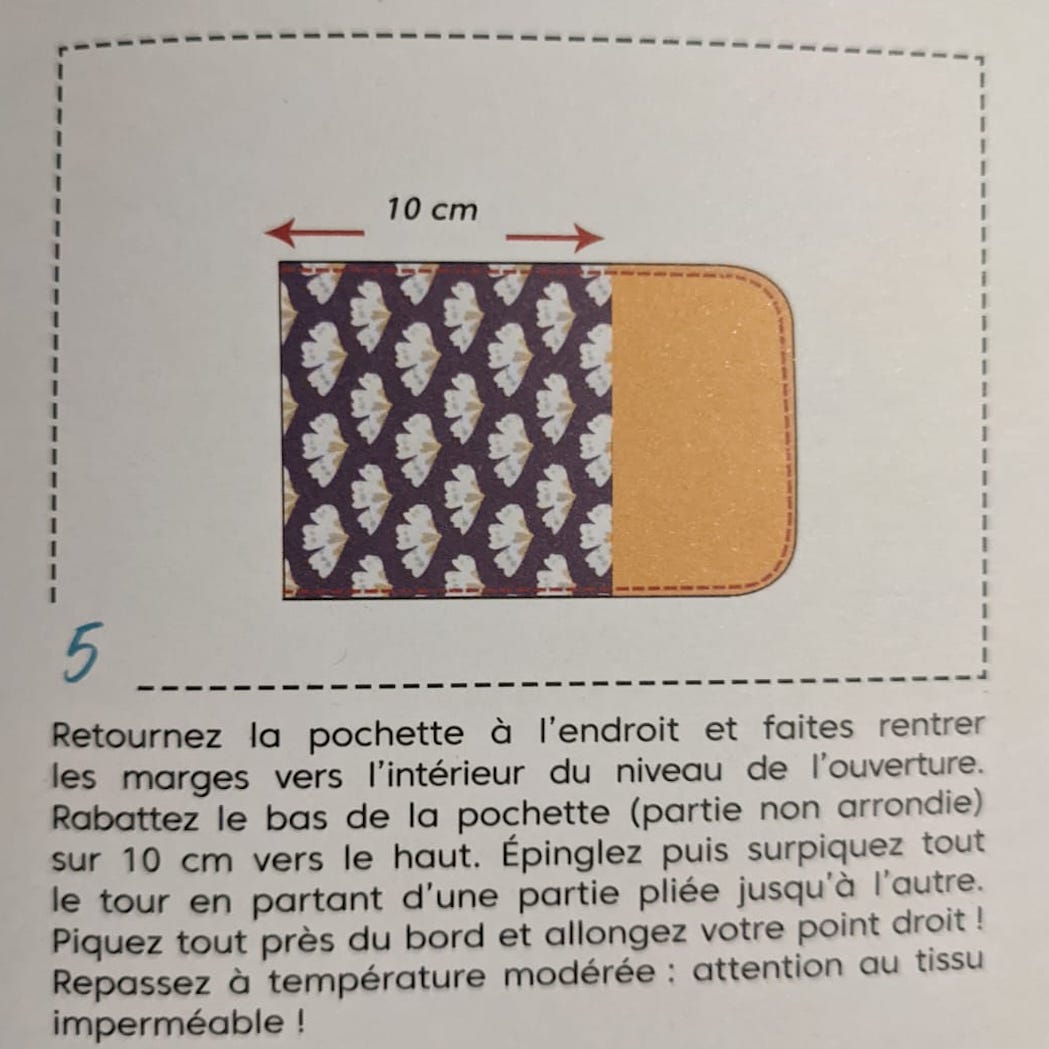 10 cm
5
Retournez la pochette à l'endroit et faites rentrer
les marges vers l'intérieur du niveau de l'ouverture.
Rabattez le bas de la pochette (partie non arrondie)
sur 10 cm vers le haut. Épinglez puis surpiquez tout
le tour en partant d'une partie pliée jusqu'à l'autre.
Piquez tout près du bord et allongez votre point droit !
Repassez à température modérée : attention au tissu
imperméable !